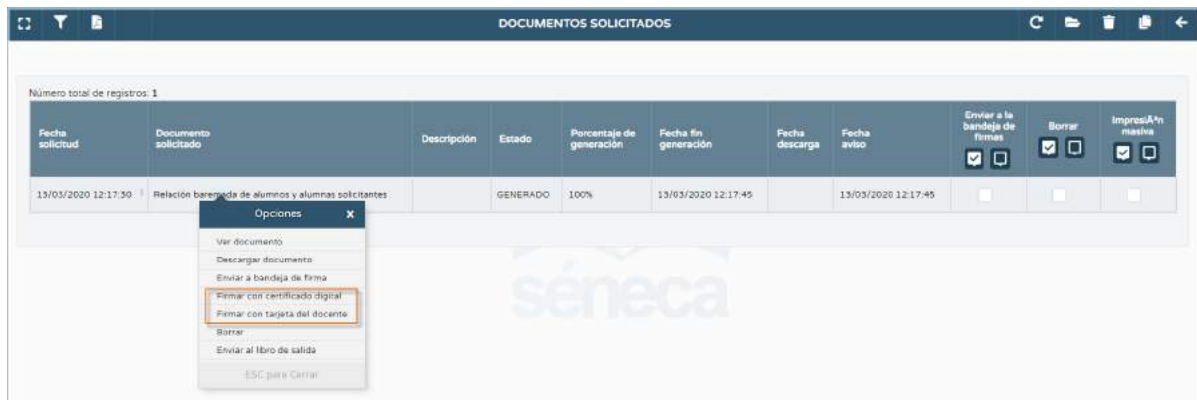 DOCUMENTOS SOLICITADOS
Número total de registros: 1
Fecha
solicitud
Documento
solicitado
Descripción
Estado
Porcentaje de
generación
Fecha fin
generación
Fecha
descarga
Fecha
aviso
Enviar a la
bandeja de
firmas
Borrar
ImpresiÃ³n
masiva
13/03/2020 12:17:30
Relación baremada de alumnos y alumnas solicitantes
GENERADO
100%
13/03/2020 12:17:45
13/03/2020 12:17:45
Opciones
X
Ver documento
Descargar documento
Enviar a bandeja de firma
Firmar con certificado digital
Firmar con tarjeta del docente
Borrar
Enviar al libro de salida
ESC para Cerrar
séneca